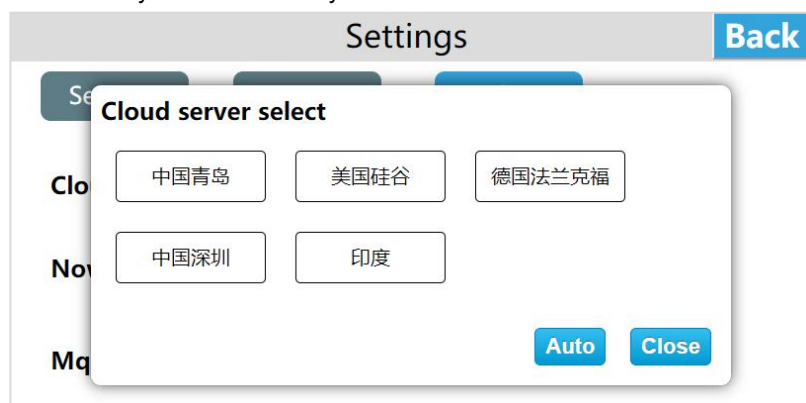 Settings
Back
Cloud server select
中国青岛
美国硅谷
德国法兰克福
中国深圳
印度
Auto
Close